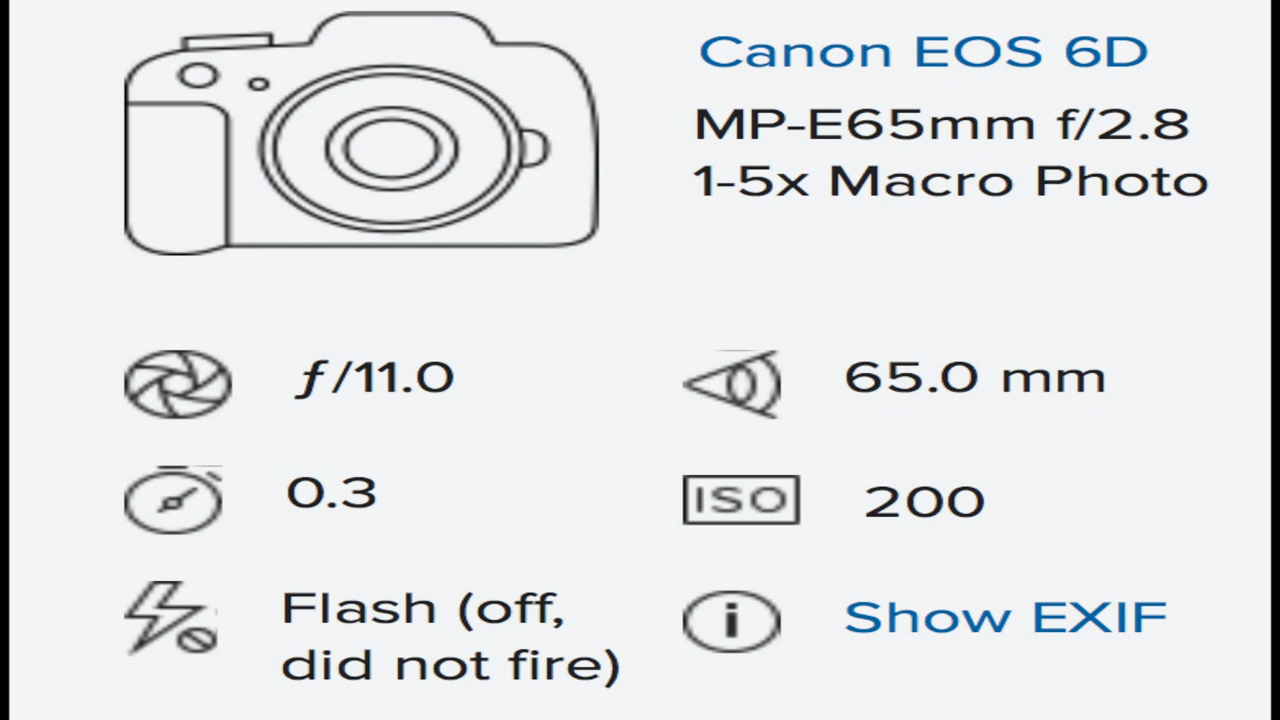 Canon EOS 6D
MP-E65mm f/2.8
1-5x Macro Photo
ƒ/11.0
65.0 mm
0.3
ISO
200
Flash (off,
did not fire)
Show EXIF